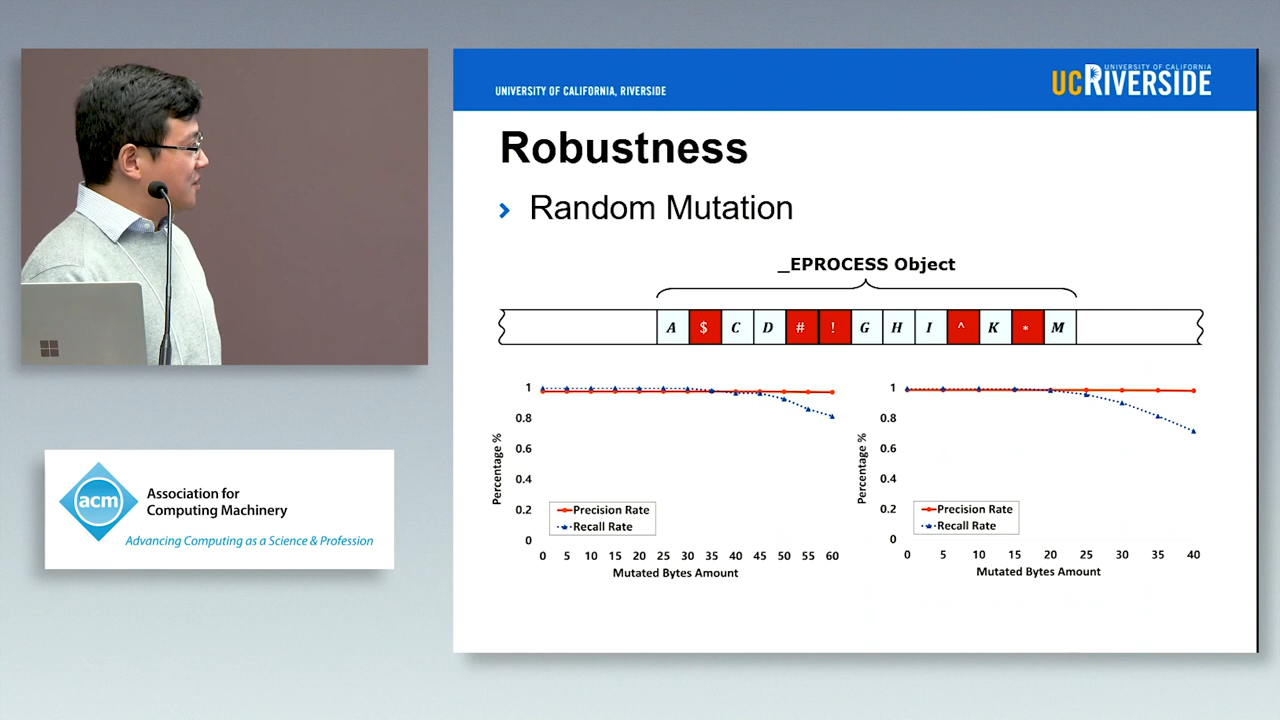 UNIVERSITY OF CALIFORNIA, RIVERSIDE
UNIVERSITY OF CALIFORNIA
UCRIVERSIDE
Robustness
› Random Mutation
_EPROCESS Object
A $ C D # ! G H I ^ K * M
1
0.8
0.6
0.4
0.2
0
Percentage %
Precision Rate
Recall Rate
0 5 10 15 20 25 30 35 40 45 50 55 60
Mutated Bytes Amount
1
0.8
0.6
0.4
0.2
0
Percentage %
Precision Rate
Recall Rate
0 5 10 15 20 25 30 35 40
Mutated Bytes Amount
acm
Association for
Computing Machinery
Advancing Computing as a Science & Profession